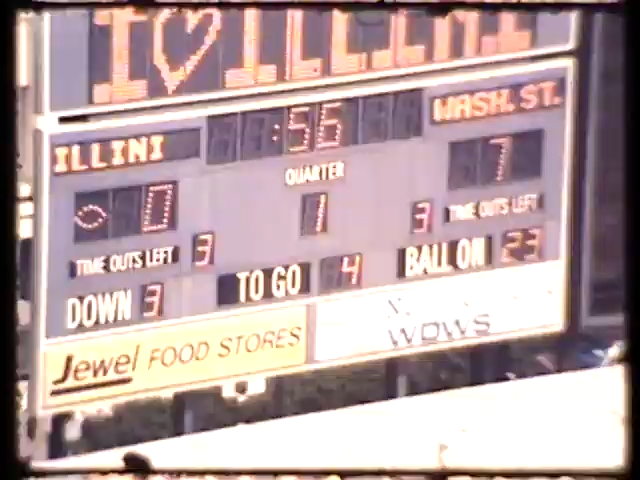 I ♡ ILLINI
ILLINI :56 WASH. ST.
0 QUARTER 7
1
TIME OUTS LEFT 3 3 TIME OUTS LEFT
DOWN 3 TO GO 4 BALL ON 23
Jewel FOOD STORES WDWS